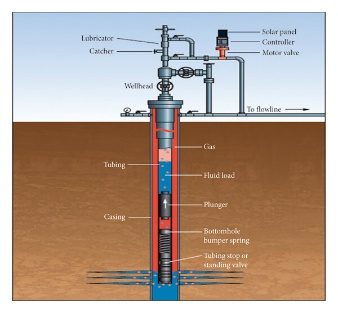 Lubricator
Catcher
Wellhead
Solar panel
Controller
Motor valve
To flowline
Gas
Tubing
Fluid load
Plunger
Casing
Bottomhole
bumper spring
Tubing stop or
standing valve